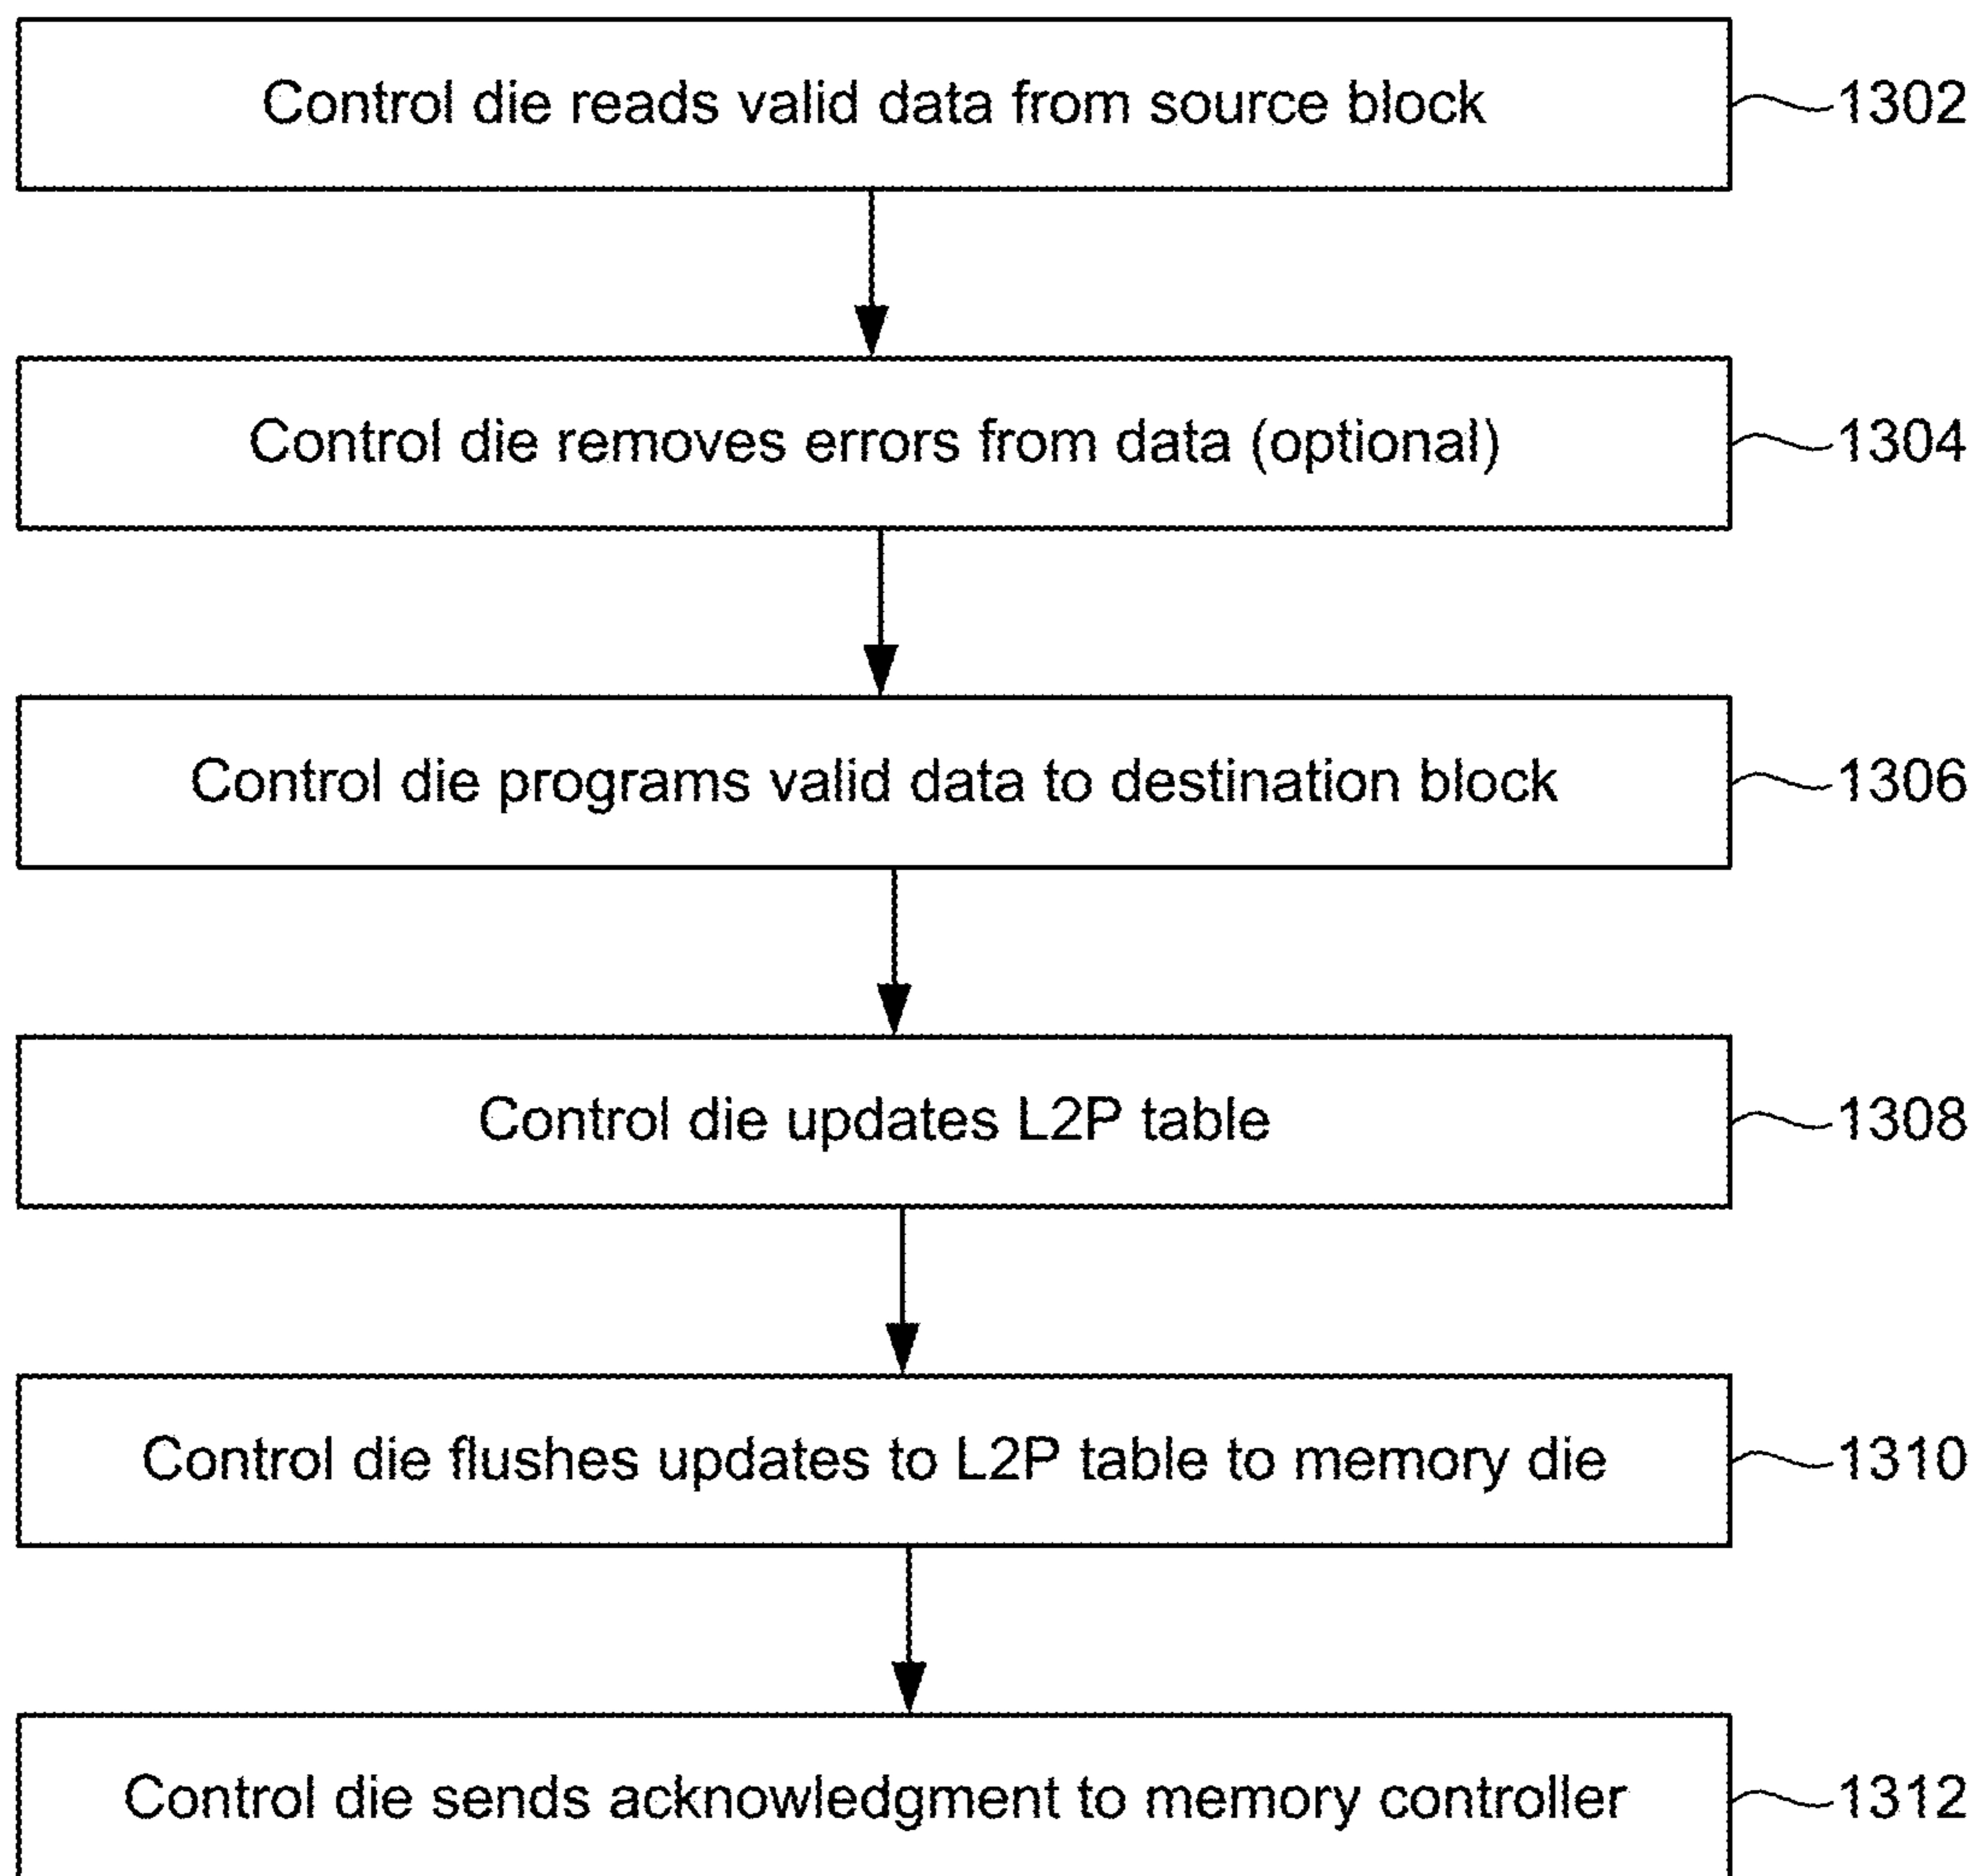 Control die reads valid data from source block
1302
Control die removes errors from data (optional)
1304
Control die programs valid data to destination block
1306
Control die updates L2P table
1308
Control die flushes updates to L2P table to memory die
1310
Control die sends acknowledgment to memory controller
1312